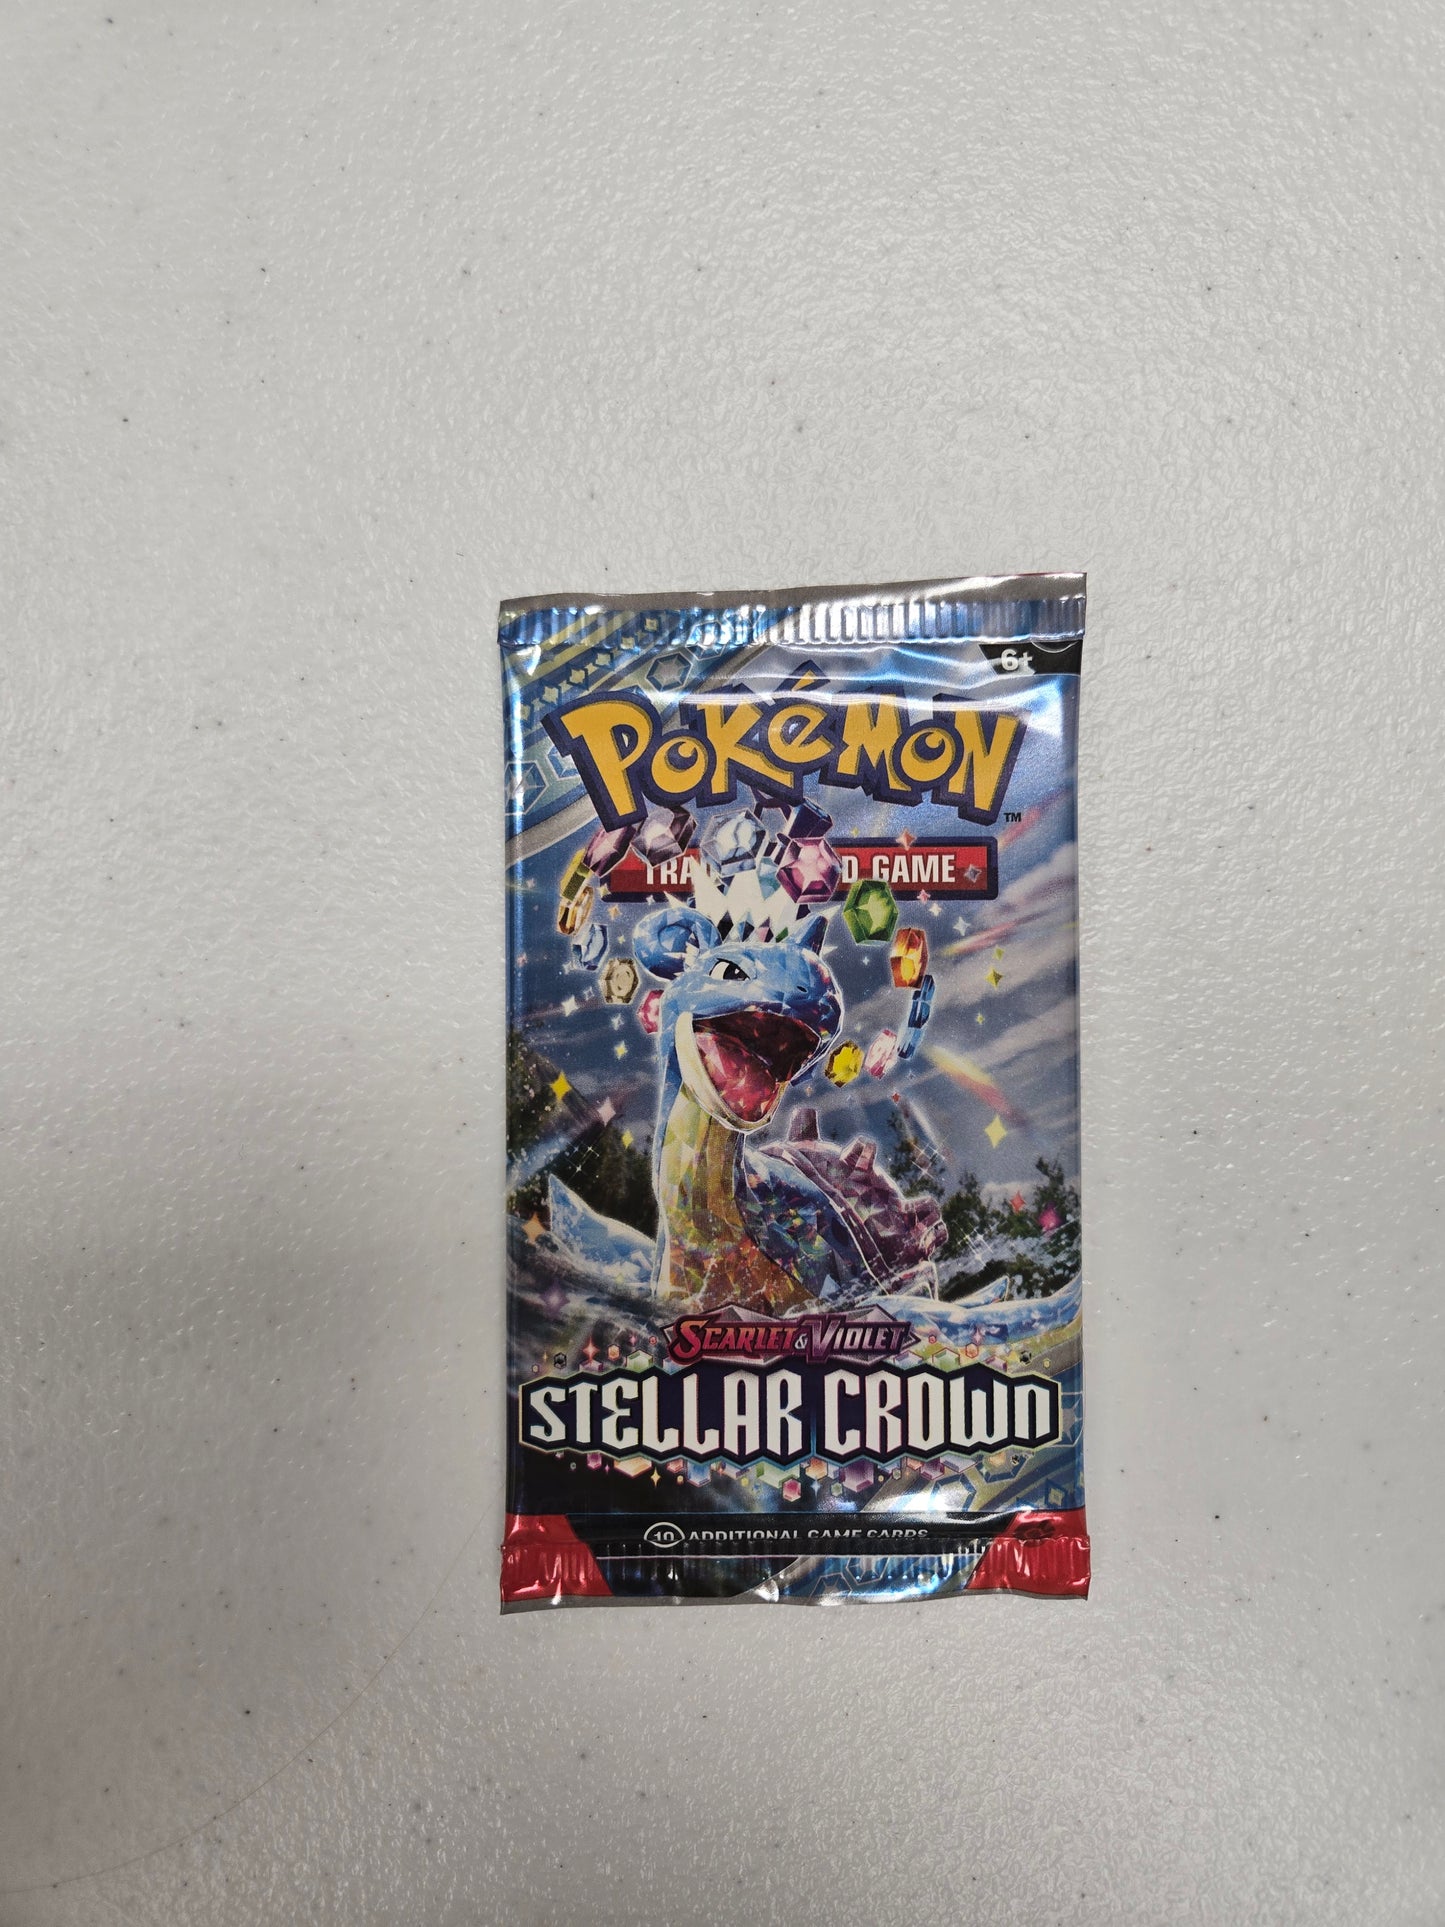 6+
POKéMON
TM
TRA D GAME
SCARLET & VIOLET
STELLAR CROWN
10 ADDITIONAL GAME CARDS